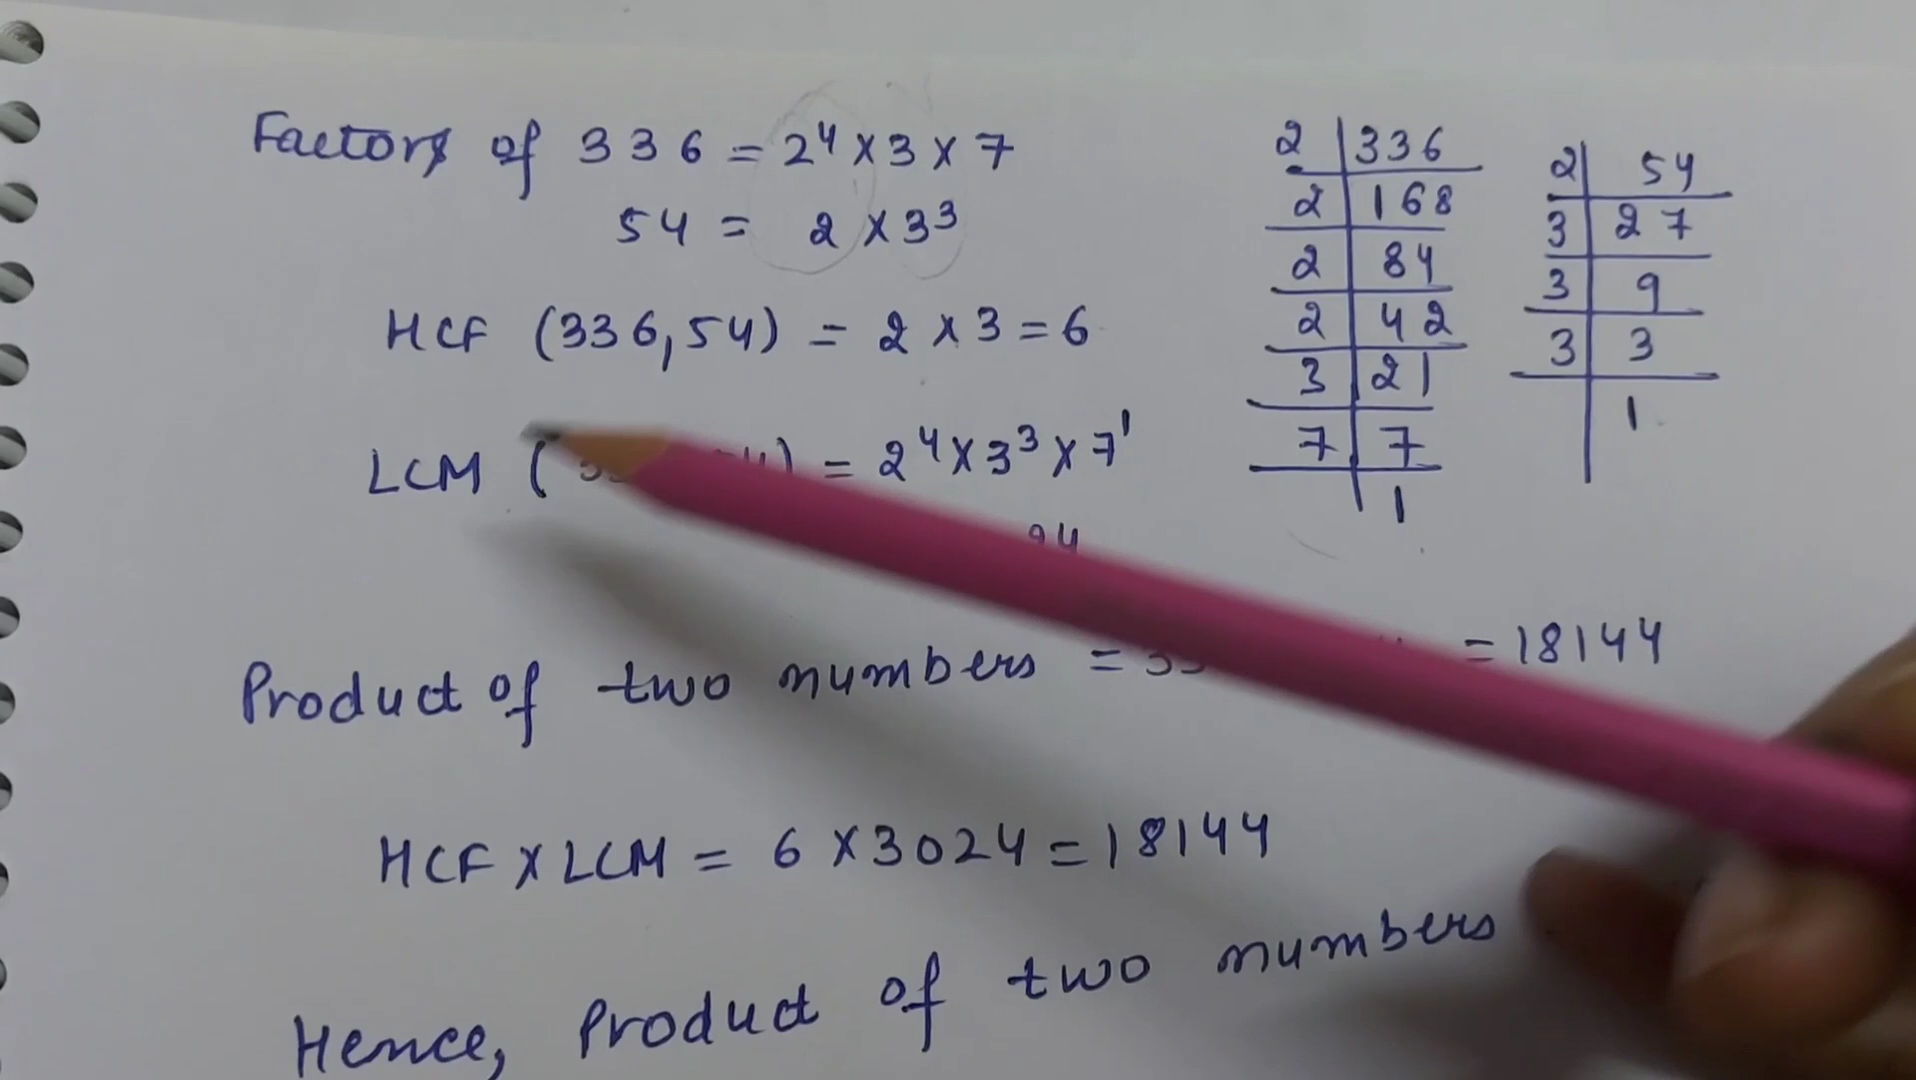 Factors of 336 = 2⁴ x 3 x 7
54 = 2 x 3³
HCF (336,54) = 2 x 3 = 6
LCM ( = 2⁴ x 3³ x 7¹
24
Product of two numbers = = 18144
HCF x LCM = 6 x 3024 = 18144
Hence, Product of two numbers
2 336
2 168
2 84
2 42
3 21
7 7
1
2 54
3 27
3 9
3 3
1